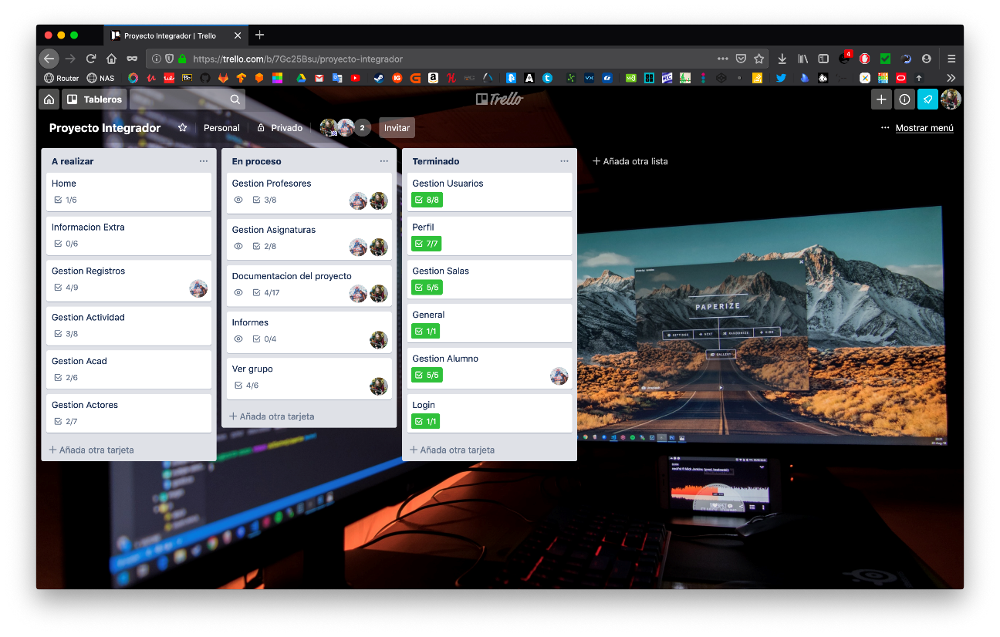 Proyecto Integrador | Trello
https://trello.com/b/7Gc25Bsu/proyecto-integrador
4
Router
NAS
Tableros
Trello
Proyecto Integrador
Personal
Privado
2
Invitar
Mostrar menú
A realizar
Home
1/6
Informacion Extra
0/6
Gestion Registros
4/9
Gestion Actividad
3/8
Gestion Acad
2/6
Gestion Actores
2/7
Añada otra tarjeta
En proceso
Gestion Profesores
3/8
Gestion Asignaturas
2/8
Documentacion del proyecto
4/17
Informes
0/4
Ver grupo
4/6
Añada otra tarjeta
Terminado
Gestion Usuarios
8/8
Perfil
7/7
Gestion Salas
5/5
General
1/1
Gestion Alumno
5/5
Login
1/1
Añada otra tarjeta
Añada otra lista
PAPERIZE
SETTINGS
NEXT
RANDOMIZE
HIDE
GALLERY